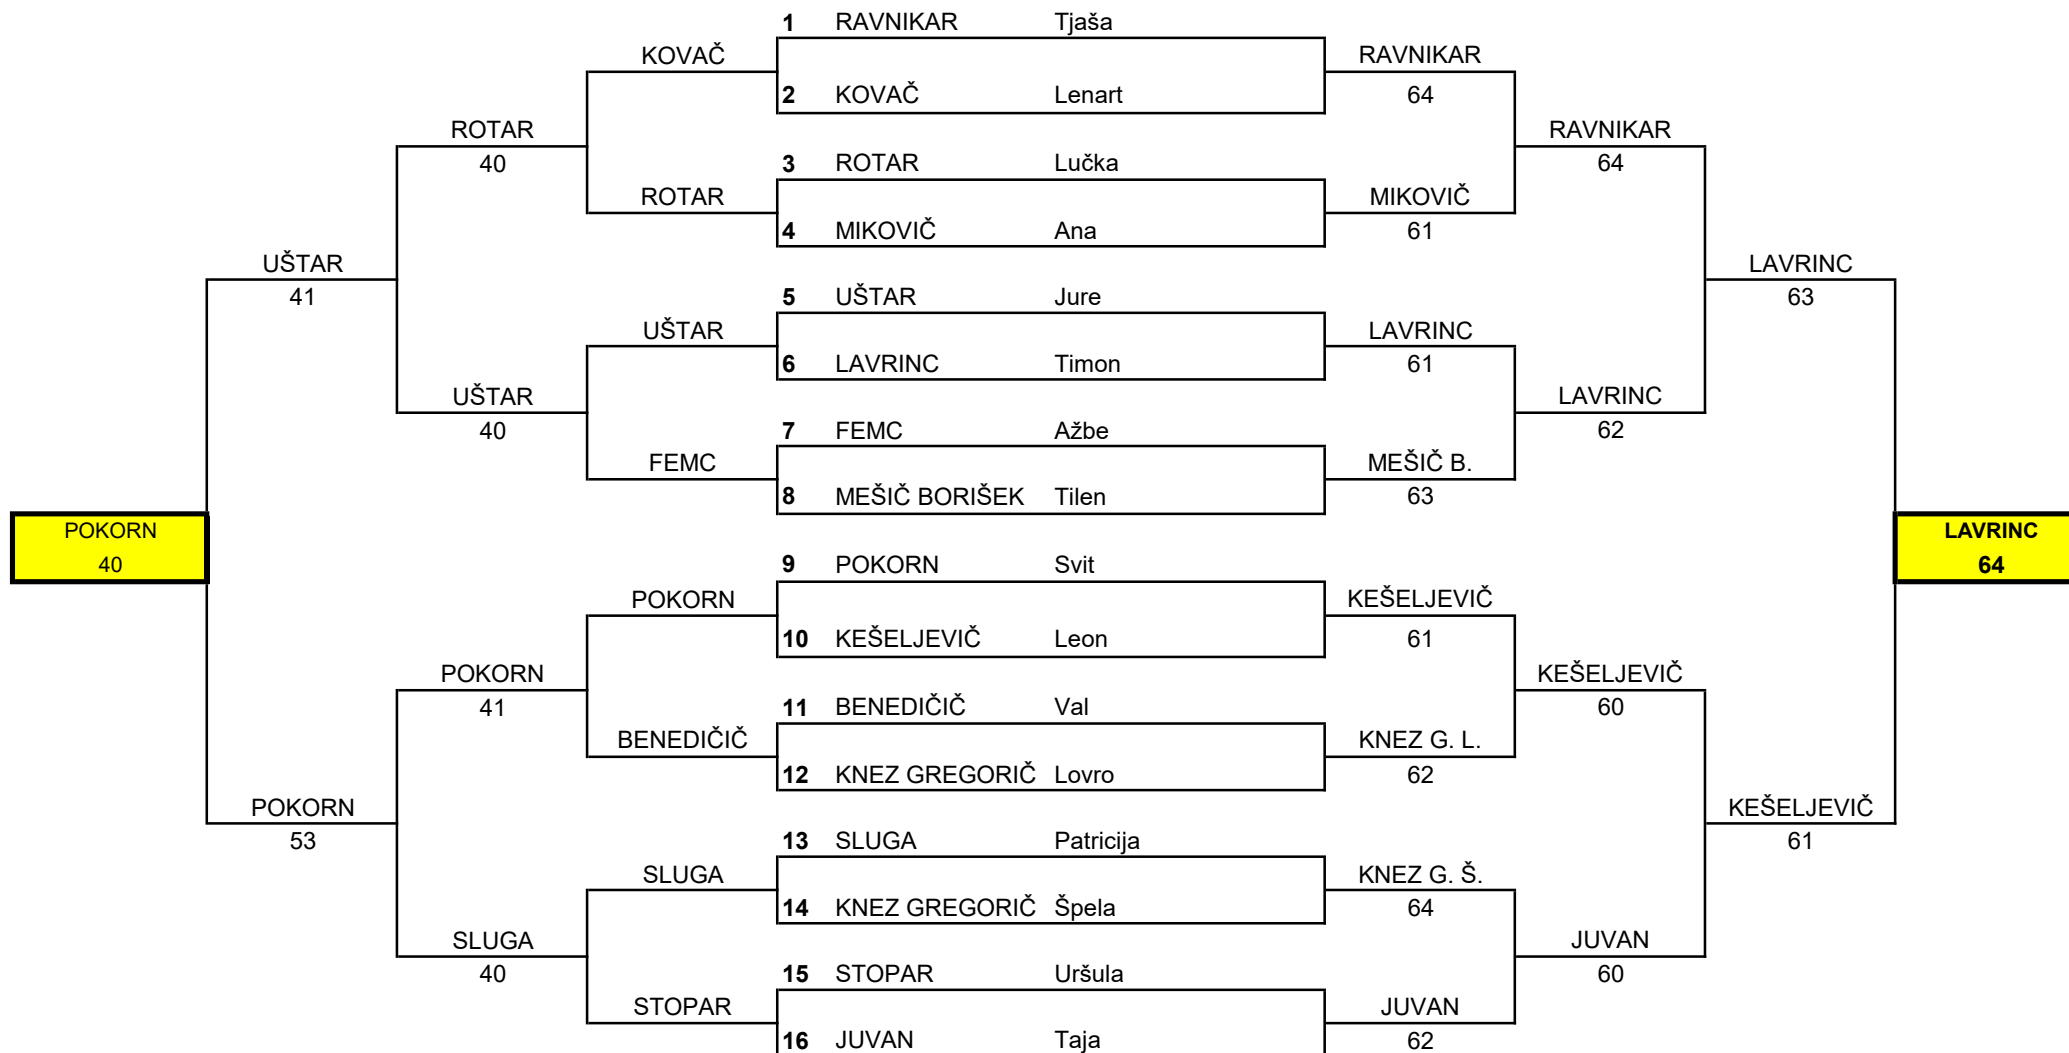 1 RAVNIKAR Tjaša
KOVAČ RAVNIKAR
2 KOVAČ Lenart 64
ROTAR RAVNIKAR
40 3 ROTAR Lučka 64
ROTAR MIKOVIČ
4 MIKOVIČ Ana 61
UŠTAR LAVRINC
41 5 UŠTAR Jure 63
UŠTAR LAVRINC
6 LAVRINC Timon 61
UŠTAR LAVRINC
40 7 FEMC Ažbe 62
FEMC MEŠIČ B.
8 MEŠIČ BORIŠEK Tilen 63
POKORN LAVRINC
40 9 POKORN Svit 64
POKORN KEŠELJEVIČ
10 KEŠELJEVIČ Leon 61
POKORN KEŠELJEVIČ
41 11 BENEDIČIČ Val 60
BENEDIČIČ KNEZ G. L.
12 KNEZ GREGORIČ Lovro 62
POKORN KEŠELJEVIČ
53 13 SLUGA Patricija 61
SLUGA KNEZ G. Š.
14 KNEZ GREGORIČ Špela 64
SLUGA JUVAN
40 15 STOPAR Uršula 60
STOPAR JUVAN
16 JUVAN Taja 62